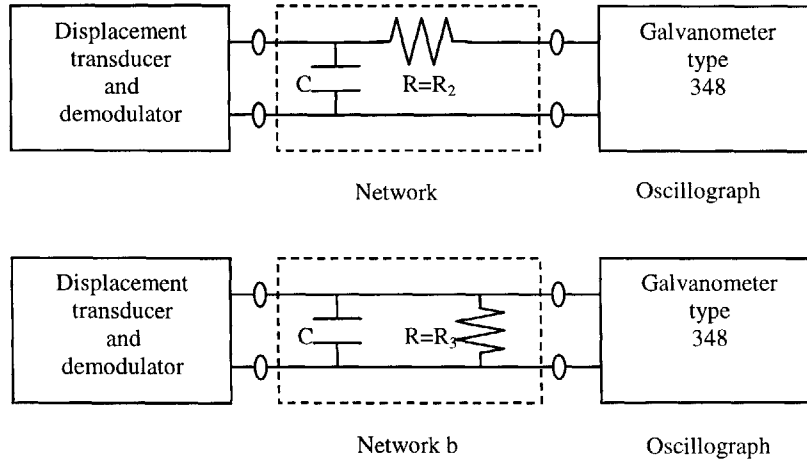 Displacement
transducer
and
demodulator
C
R=R2
Galvanometer
type
348
Network
Oscillograph
Displacement
transducer
and
demodulator
C
R=R3
Galvanometer
type
348
Network b
Oscillograph